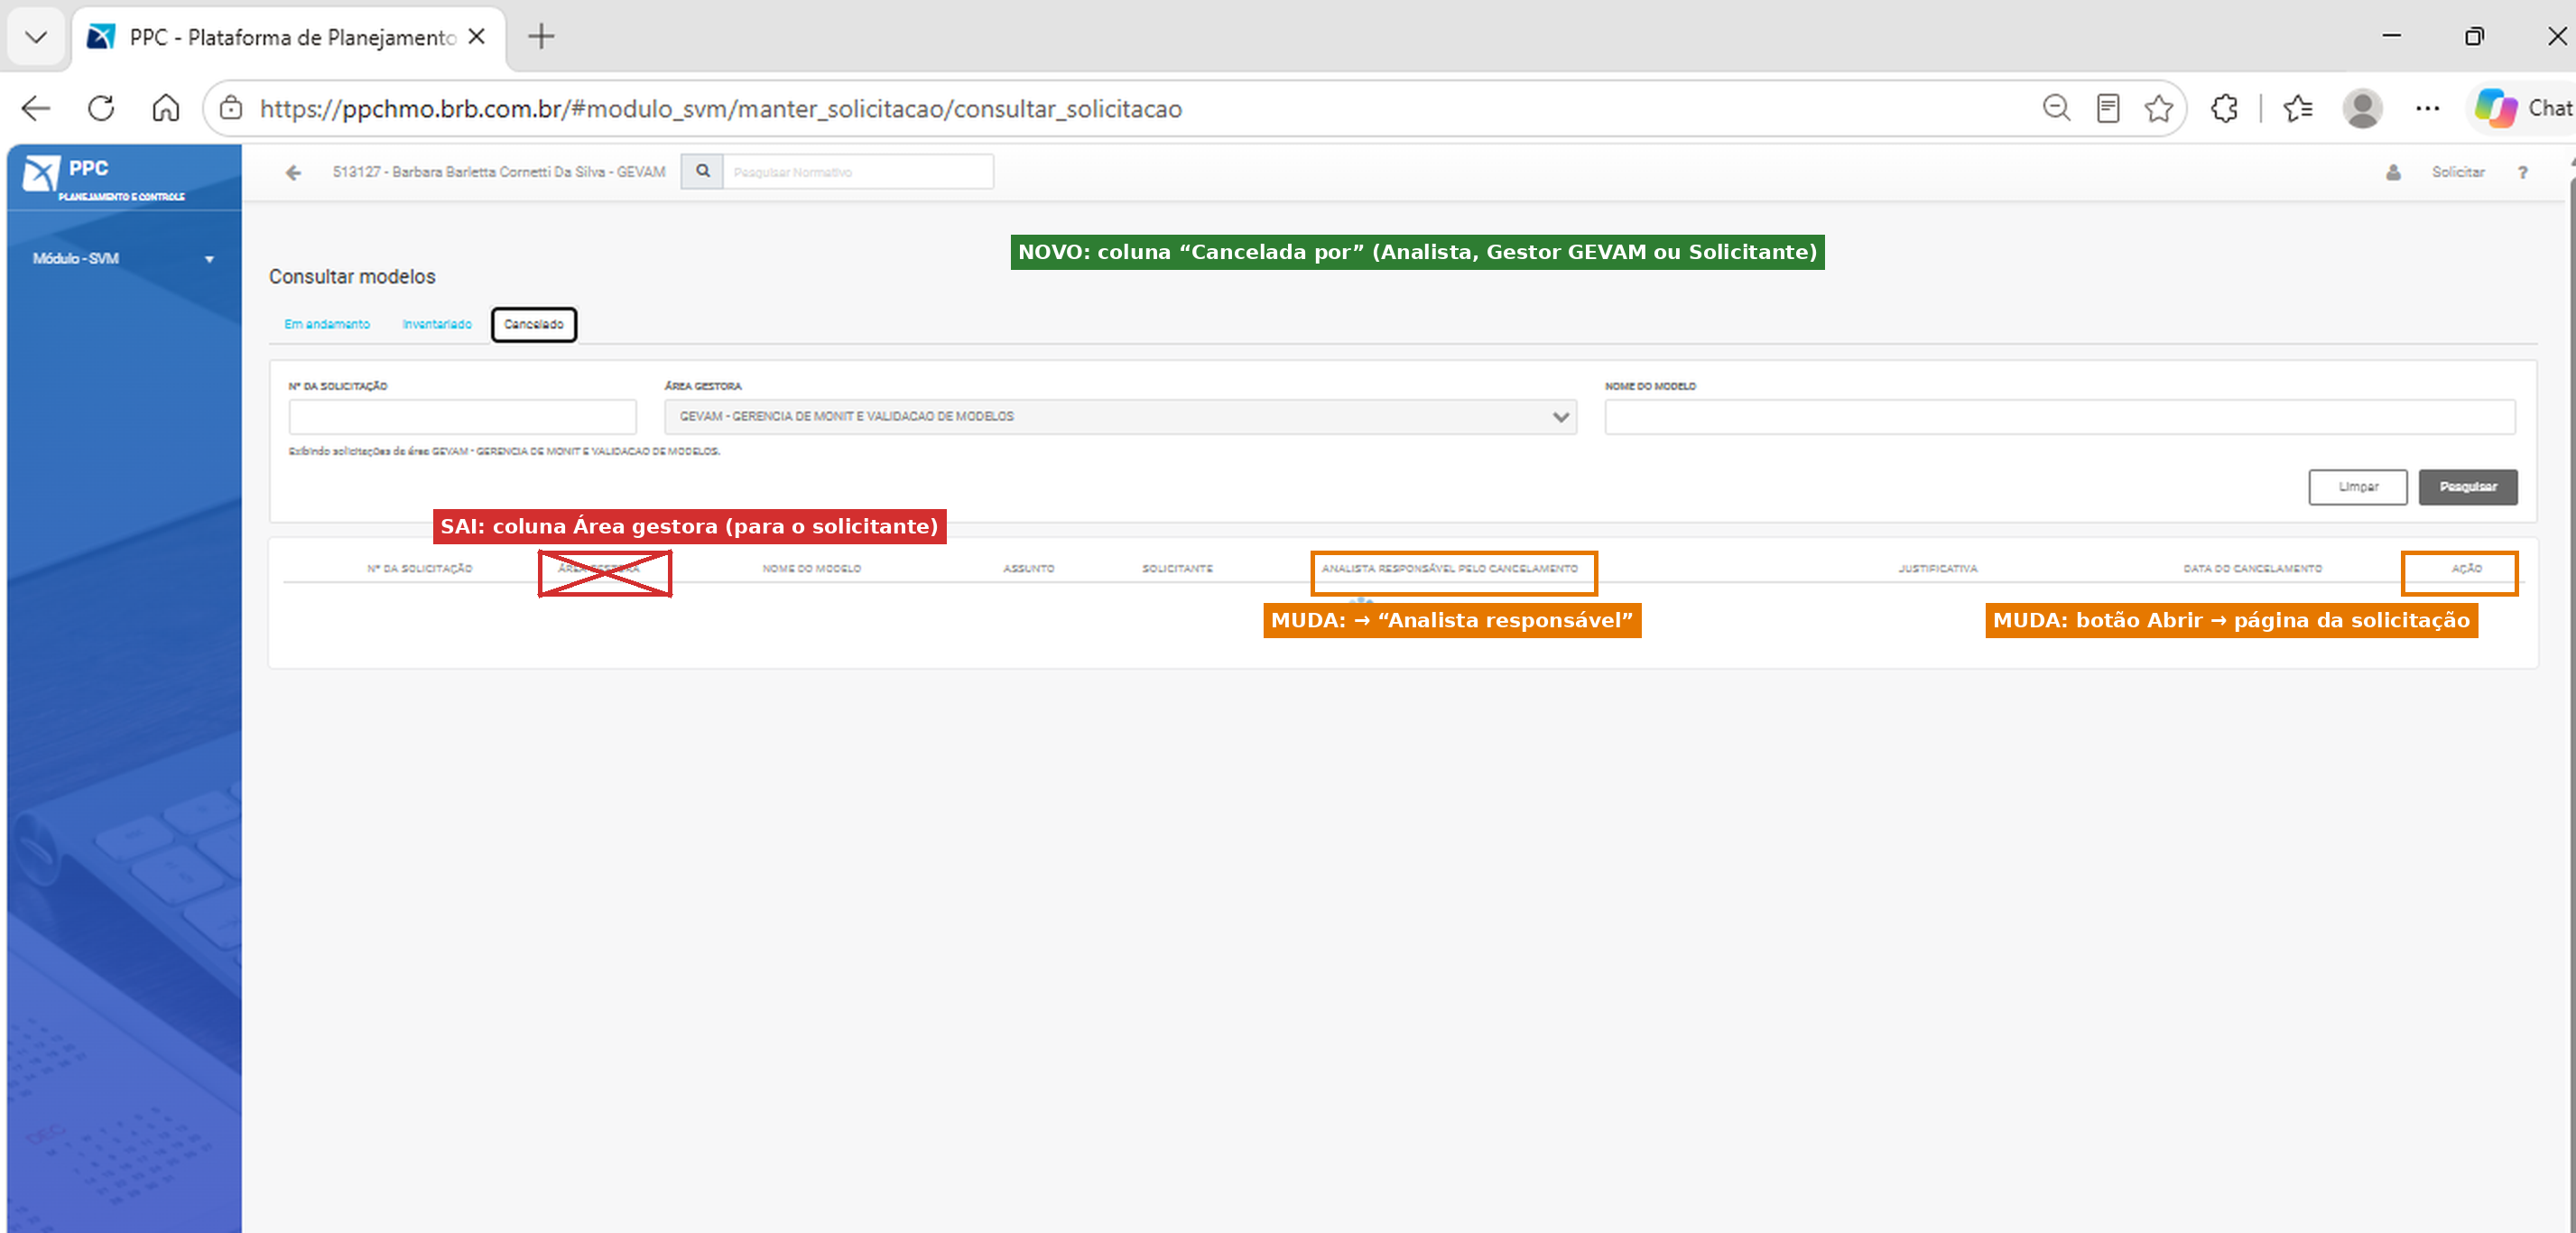 PPC - Plataforma de Planejamento
https://ppchmo.brb.com.br/#modulo_svm/manter_solicitacao/consultar_solicitacao
Chat
PPC
PLANEJAMENTO E CONTROLE
513127 - Barbara Barletta Cornetti Da Silva - GEVAM
Pesquisar Normativo
Solicitar
?
Módulo - SVM
NOVO: coluna “Cancelada por” (Analista, Gestor GEVAM ou Solicitante)
Consultar modelos
Em andamento
Inventariado
Cancelado
Nº DA SOLICITAÇÃO
ÁREA GESTORA
NOME DO MODELO
GEVAM - GERENCIA DE MONIT E VALIDACAO DE MODELOS
Exibindo solicitações da área GEVAM - GERENCIA DE MONIT E VALIDACAO DE MODELOS.
Limpar
Pesquisar
SAI: coluna Área gestora (para o solicitante)
Nº DA SOLICITAÇÃO
ÁREA GESTORA
NOME DO MODELO
ASSUNTO
SOLICITANTE
ANALISTA RESPONSÁVEL PELO CANCELAMENTO
JUSTIFICATIVA
DATA DO CANCELAMENTO
AÇÃO
MUDA: → “Analista responsável”
MUDA: botão Abrir → página da solicitação
DEC